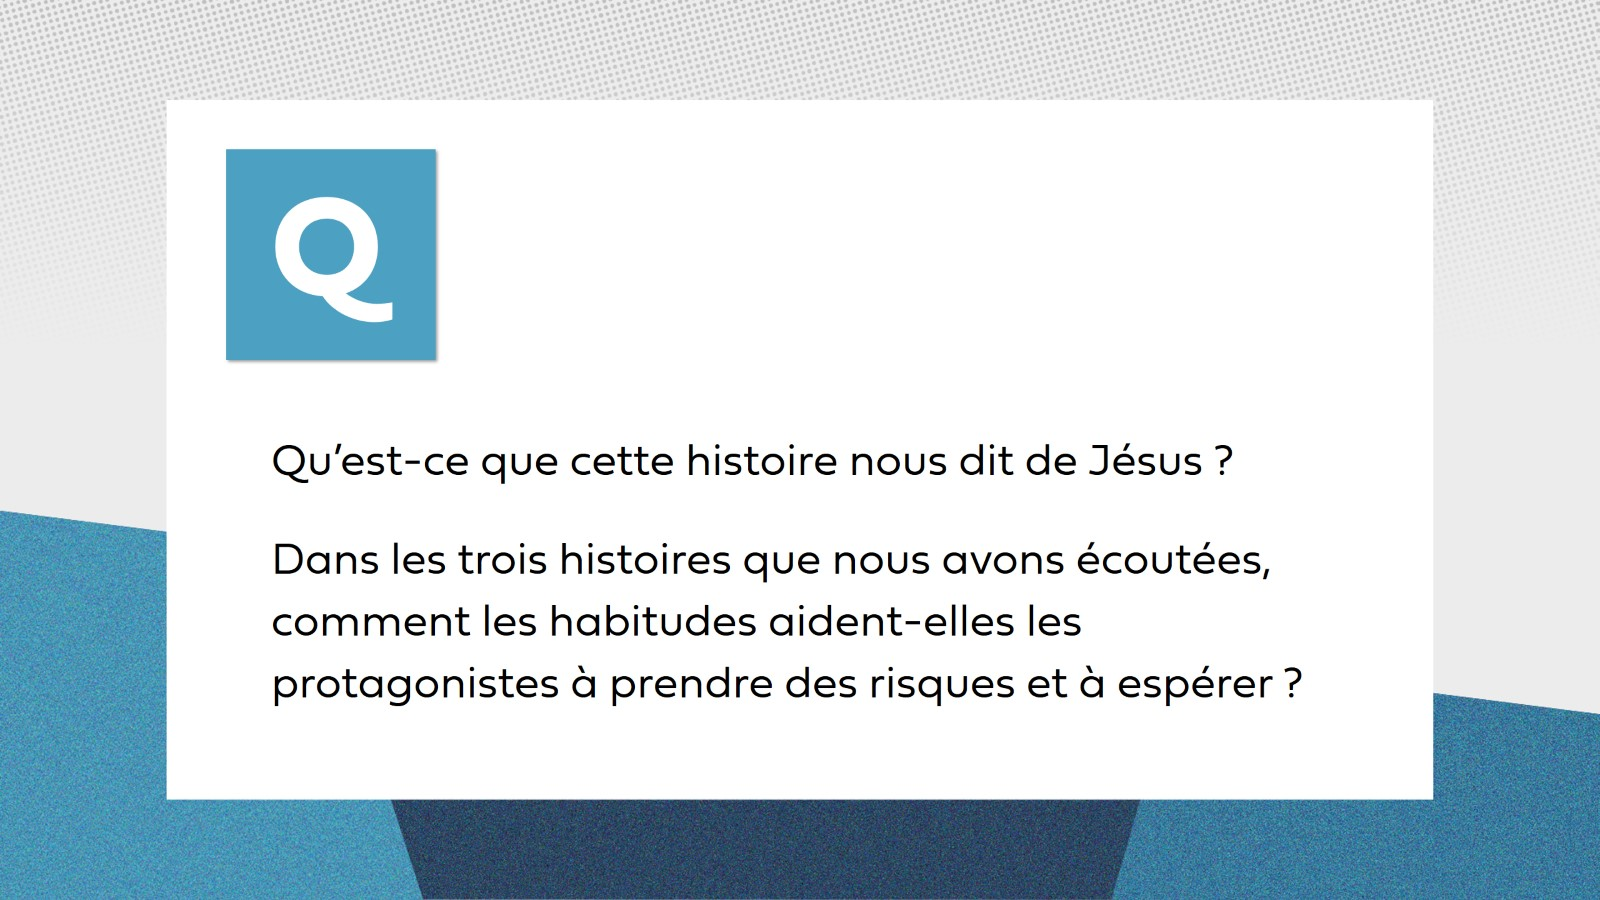 Q
Qu’est-ce que cette histoire nous dit de Jésus ?
Dans les trois histoires que nous avons écoutées,
comment les habitudes aident-elles les
protagonistes à prendre des risques et à espérer ?